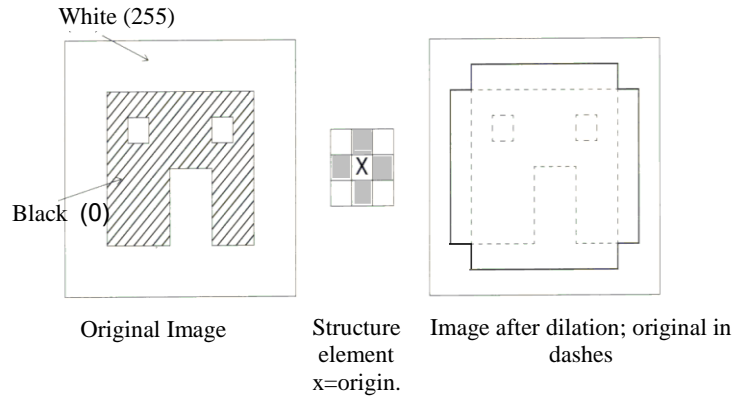 White (255)
X
Black (0)
Original Image
Structure
element
x=origin.
Image after dilation; original in
dashes